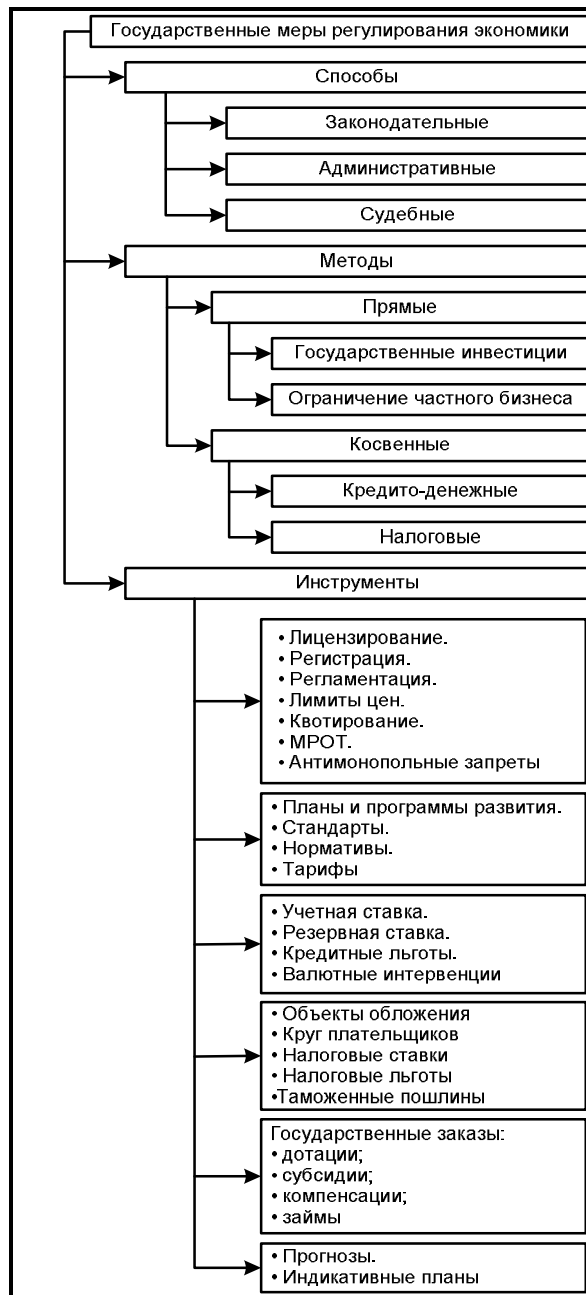 Государственные меры регулирования экономики
Способы
Законодательные
Административные
Судебные
Методы
Прямые
Государственные инвестиции
Ограничение частного бизнеса
Косвенные
Кредито-денежные
Налоговые
Инструменты
• Лицензирование.
• Регистрация.
• Регламентация.
• Лимиты цен.
• Квотирование.
• МРОТ.
• Антимонопольные запреты
• Планы и программы развития.
• Стандарты.
• Нормативы.
• Тарифы
• Учетная ставка.
• Резервная ставка.
• Кредитные льготы.
• Валютные интервенции
• Объекты обложения
• Круг плательщиков
• Налоговые ставки
• Налоговые льготы
•Таможенные пошлины
Государственные заказы:
• дотации;
• субсидии;
• компенсации;
• займы
• Прогнозы.
• Индикативные планы